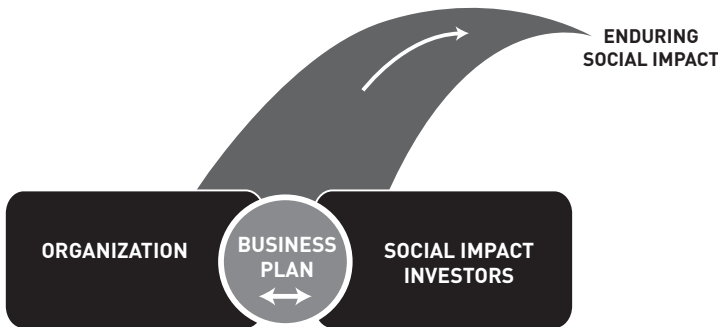 ENDURING
SOCIAL IMPACT
ORGANIZATION
BUSINESS
PLAN
SOCIAL IMPACT
INVESTORS